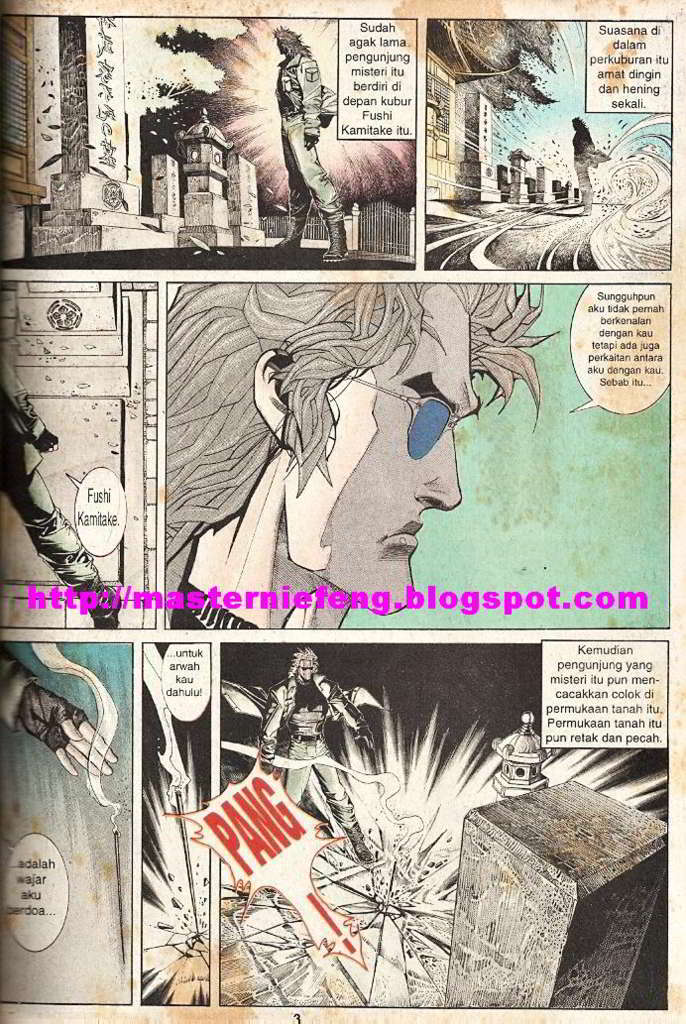 Sudah
agak lama
pengunjung
misteri itu
berdiri di
depan kubur
Fushi
Kamitake itu.
Suasana di
dalam
perkuburan itu
amat dingin
dan hening
sekali.
Fushi
Kamitake.
Sungguhpun
aku tidak pernah
berkenalan
dengan kau
tetapi ada juga
perkaitan antara
aku dengan kau.
Sebab itu...
http://masterniefeng.blogspot.com
...adalah
wajar
aku
berdoa...
...untuk
arwah
kau
dahulu!
Kemudian
pengunjung yang
misteri itu pun men-
cacakkan colok di
permukaan tanah itu.
Permukaan tanah itu
pun retak dan pecah.
PANG
!
3